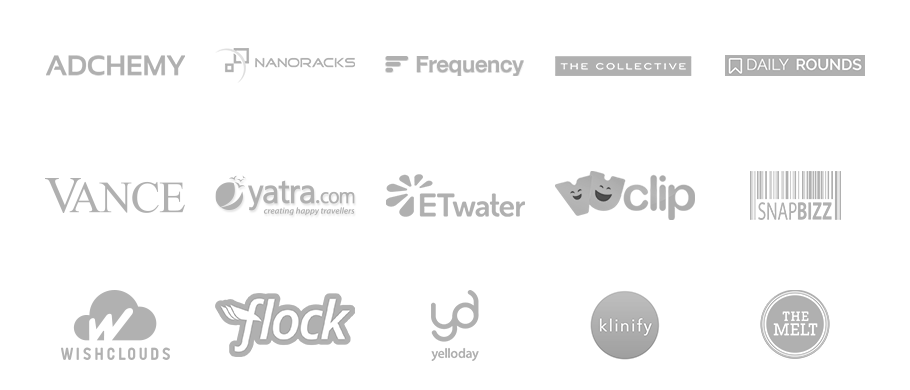 ADCHEMY
NANORACKS
Frequency
THE COLLECTIVE
DAILY ROUNDS
VANCE
yatra.com
creating happy travellers
ETwater
vuclip
SNAPBIZZ
WISHCLOUDS
flock
yd
yelloday
klinify
THE
MELT